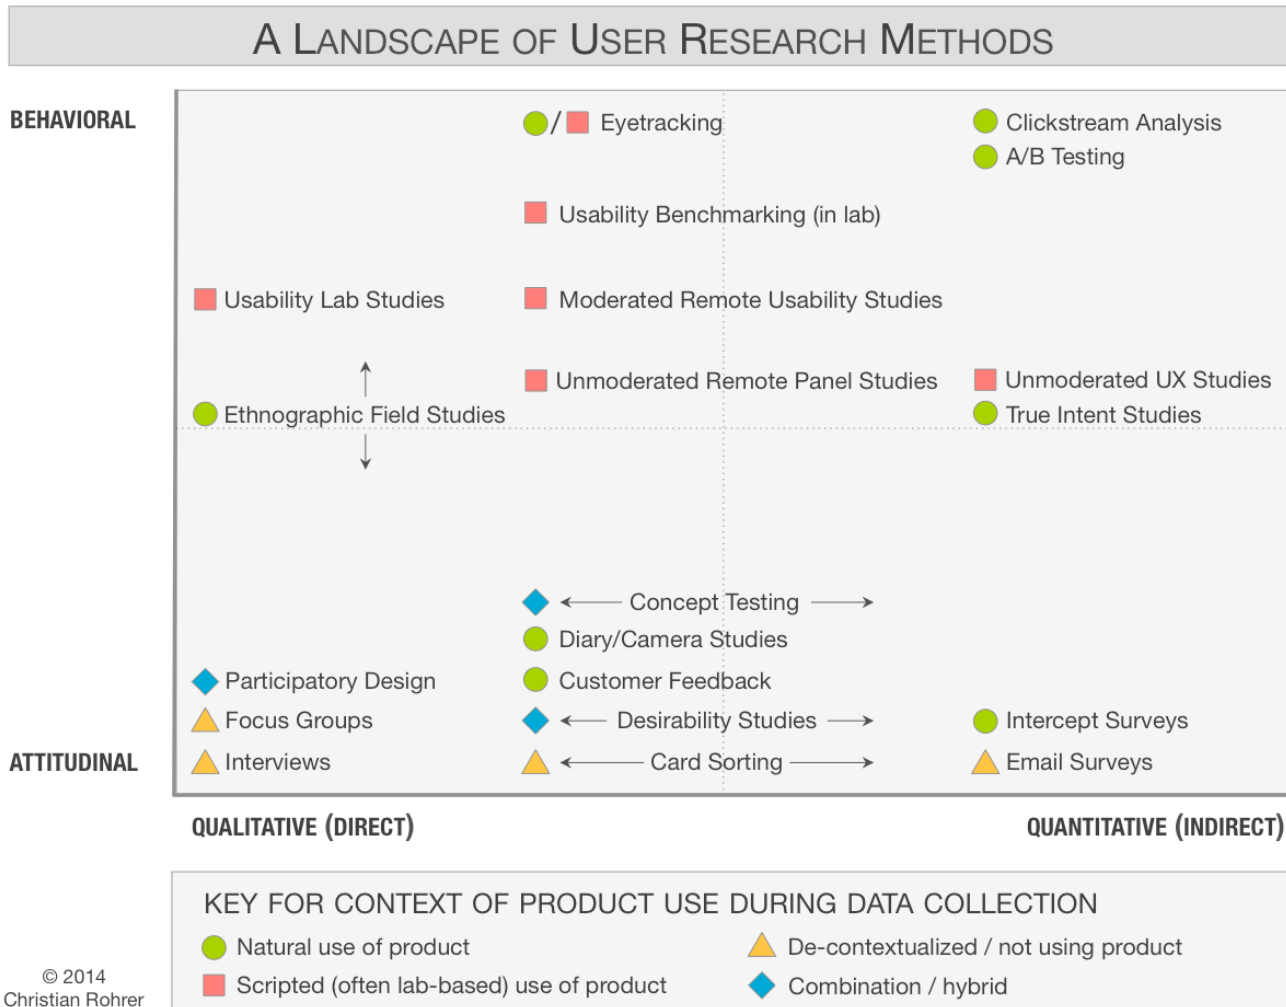 A LANDSCAPE OF USER RESEARCH METHODS
BEHAVIORAL
/ Eyetracking
Clickstream Analysis
A/B Testing
Usability Benchmarking (in lab)
Usability Lab Studies
Moderated Remote Usability Studies
Unmoderated Remote Panel Studies
Unmoderated UX Studies
Ethnographic Field Studies
True Intent Studies
Concept Testing
Diary/Camera Studies
Participatory Design
Customer Feedback
Focus Groups
Desirability Studies
Intercept Surveys
ATTITUDINAL
Interviews
Card Sorting
Email Surveys
QUALITATIVE (DIRECT)
QUANTITATIVE (INDIRECT)
KEY FOR CONTEXT OF PRODUCT USE DURING DATA COLLECTION
Natural use of product
De-contextualized / not using product
Scripted (often lab-based) use of product
Combination / hybrid
© 2014
Christian Rohrer